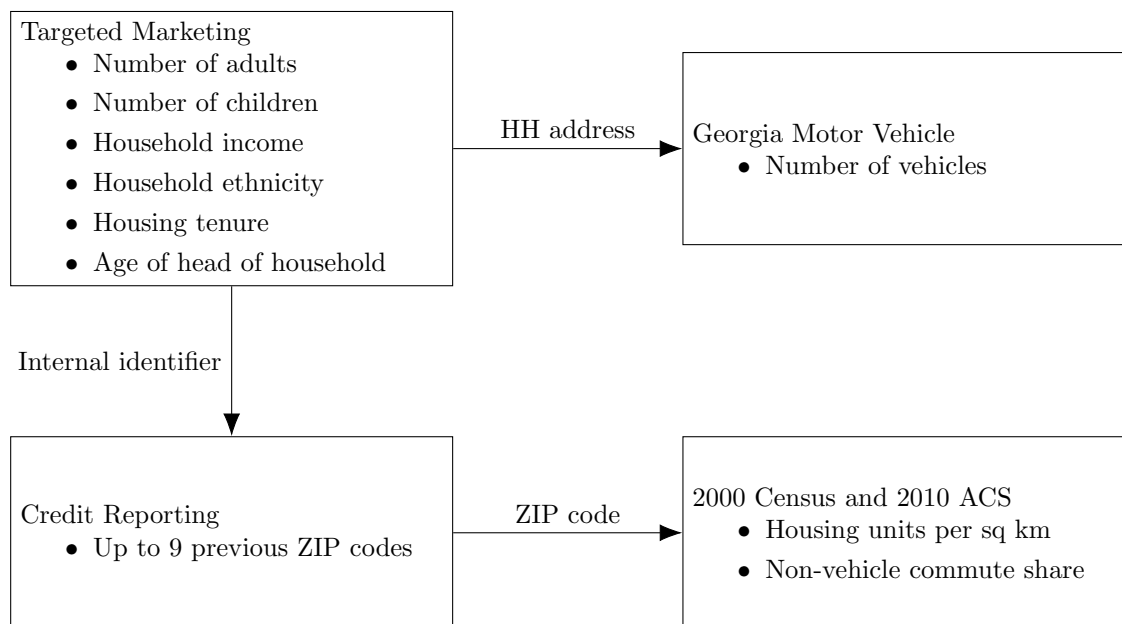 Targeted Marketing
• Number of adults
• Number of children
• Household income
• Household ethnicity
• Housing tenure
• Age of head of household
HH address
Georgia Motor Vehicle
• Number of vehicles
Internal identifier
Credit Reporting
• Up to 9 previous ZIP codes
ZIP code
2000 Census and 2010 ACS
• Housing units per sq km
• Non-vehicle commute share